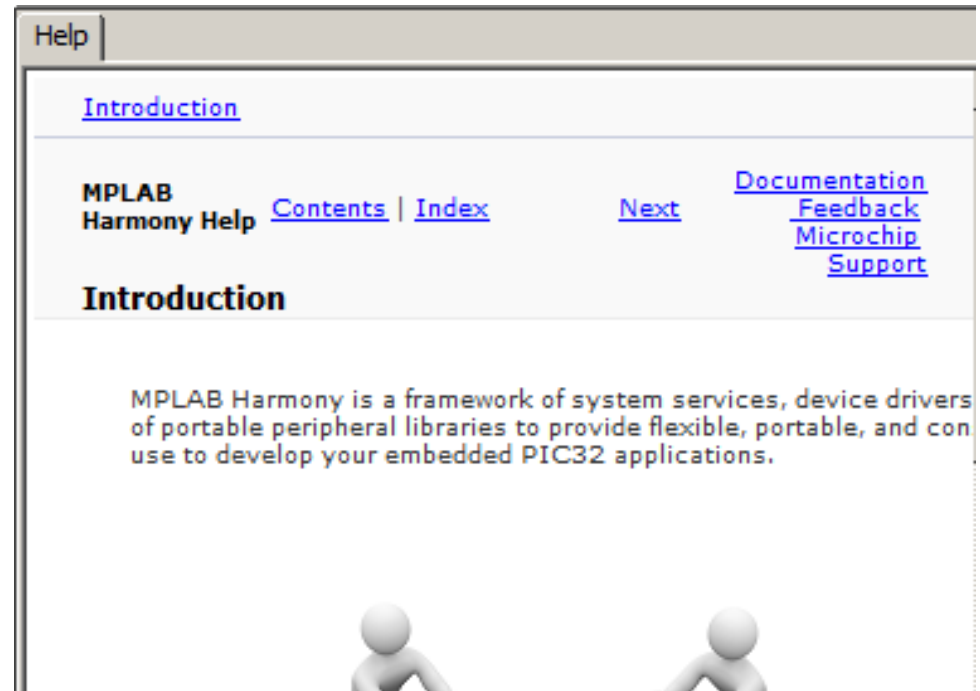 Help
Introduction
MPLAB
Harmony Help
Contents | Index
Next
Documentation
Feedback
Microchip
Support
Introduction
MPLAB Harmony is a framework of system services, device drivers
of portable peripheral libraries to provide flexible, portable, and con
use to develop your embedded PIC32 applications.